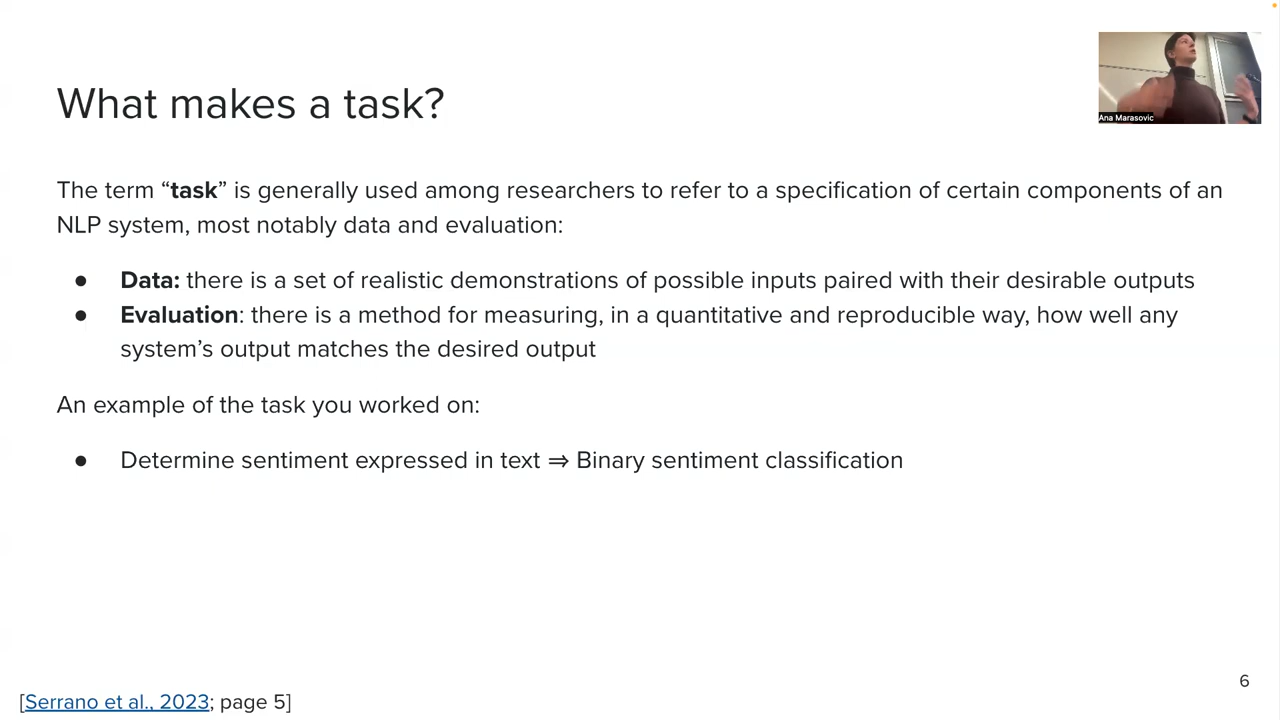 What makes a task?
Ana Marasovic
The term “task” is generally used among researchers to refer to a specification of certain components of an
NLP system, most notably data and evaluation:
● Data: there is a set of realistic demonstrations of possible inputs paired with their desirable outputs
● Evaluation: there is a method for measuring, in a quantitative and reproducible way, how well any
system’s output matches the desired output
An example of the task you worked on:
● Determine sentiment expressed in text ⇒ Binary sentiment classification
6
[Serrano et al., 2023; page 5]